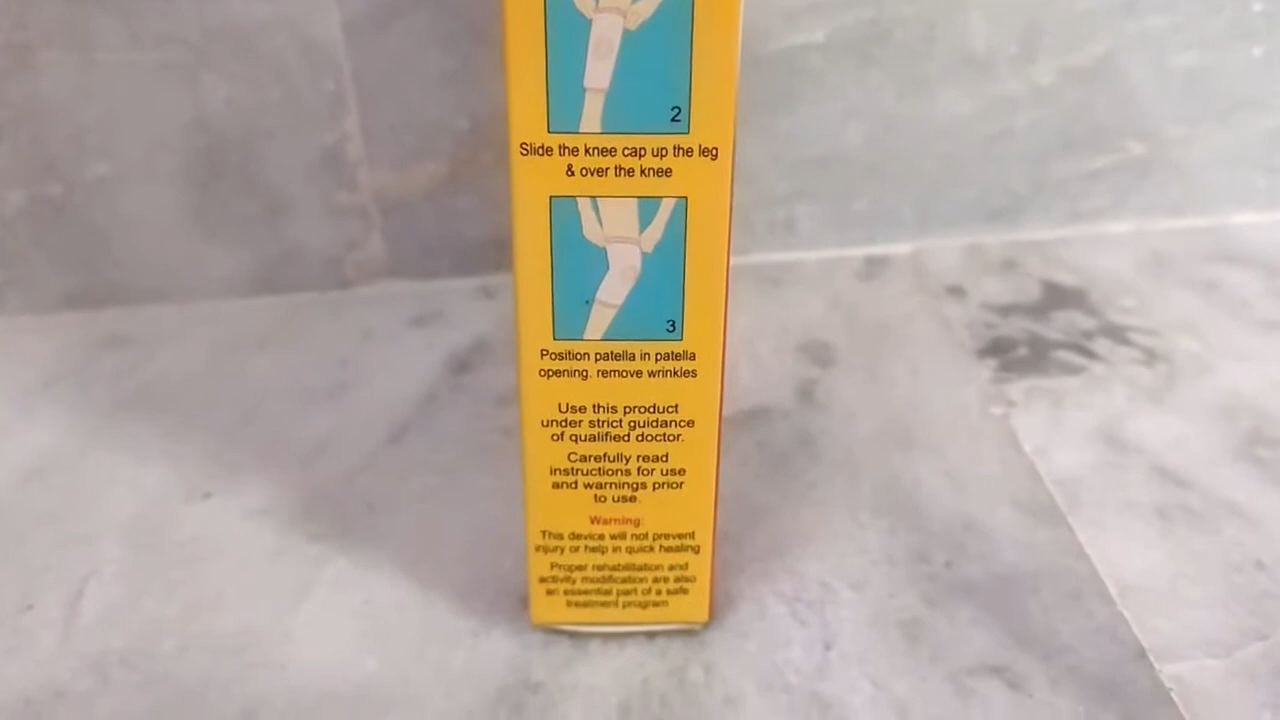 2
Slide the knee cap up the leg
& over the knee
3
Position patella in patella
opening. remove wrinkles
Use this product
under strict guidance
of qualified doctor.
Carefully read
instructions for use
and warnings prior
to use.
Warning:
This device will not prevent
injury or help in quick healing
Proper rehabilitation and
activity modification are also
an essential part of a safe
treatment program